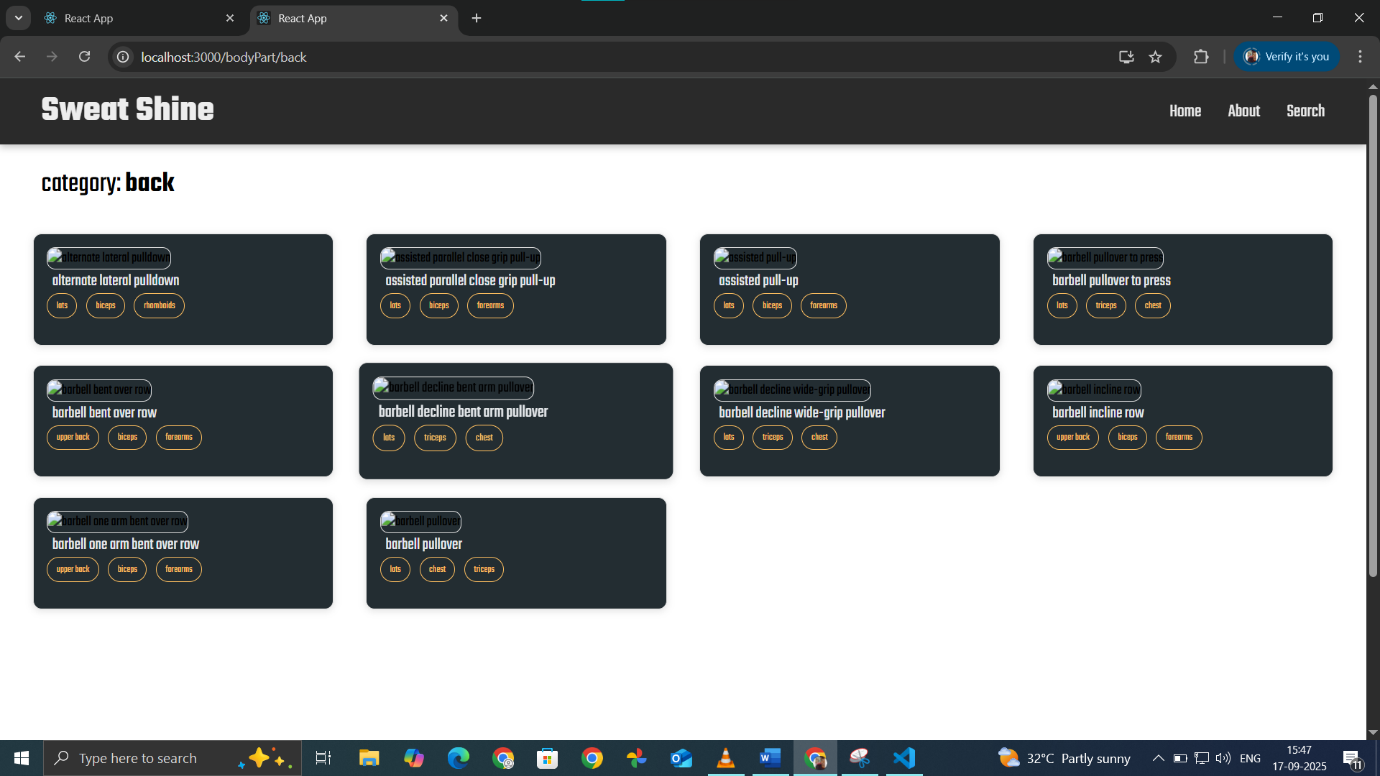 React App
React App
localhost:3000/bodyPart/back
Verify it's you
Sweat Shine
Home About Search
category: back
alternate lateral pulldown assisted parallel close grip pull-up assisted pull-up barbell pullover to press
alternate lateral pulldown assisted parallel close grip pull-up assisted pull-up barbell pullover to press
lats biceps rhomboids lats biceps forearms lats biceps forearms lats triceps chest
barbell bent over row barbell decline bent arm pullover barbell decline wide-grip pullover barbell incline row
barbell bent over row barbell decline bent arm pullover barbell decline wide-grip pullover barbell incline row
upper back biceps forearms lats triceps chest lats triceps chest upper back biceps forearms
barbell one arm bent over row barbell pullover
barbell one arm bent over row barbell pullover
upper back biceps forearms lats chest triceps
Type here to search
32°C Partly sunny
ENG
15:47
17-09-2025
11